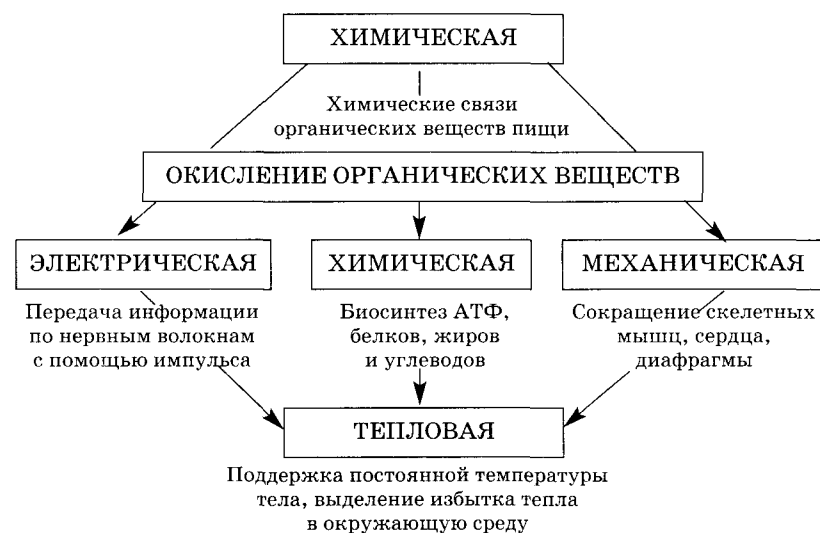 ХИМИЧЕСКАЯ
Химические связи
органических веществ пищи
ОКИСЛЕНИЕ ОРГАНИЧЕСКИХ ВЕЩЕСТВ
ЭЛЕКТРИЧЕСКАЯ
Передача информации
по нервным волокнам
с помощью импульса
ХИМИЧЕСКАЯ
Биосинтез АТФ,
белков, жиров
и углеводов
МЕХАНИЧЕСКАЯ
Сокращение скелетных
мышц, сердца,
диафрагмы
ТЕПЛОВАЯ
Поддержка постоянной температуры
тела, выделение избытка тепла
в окружающую среду